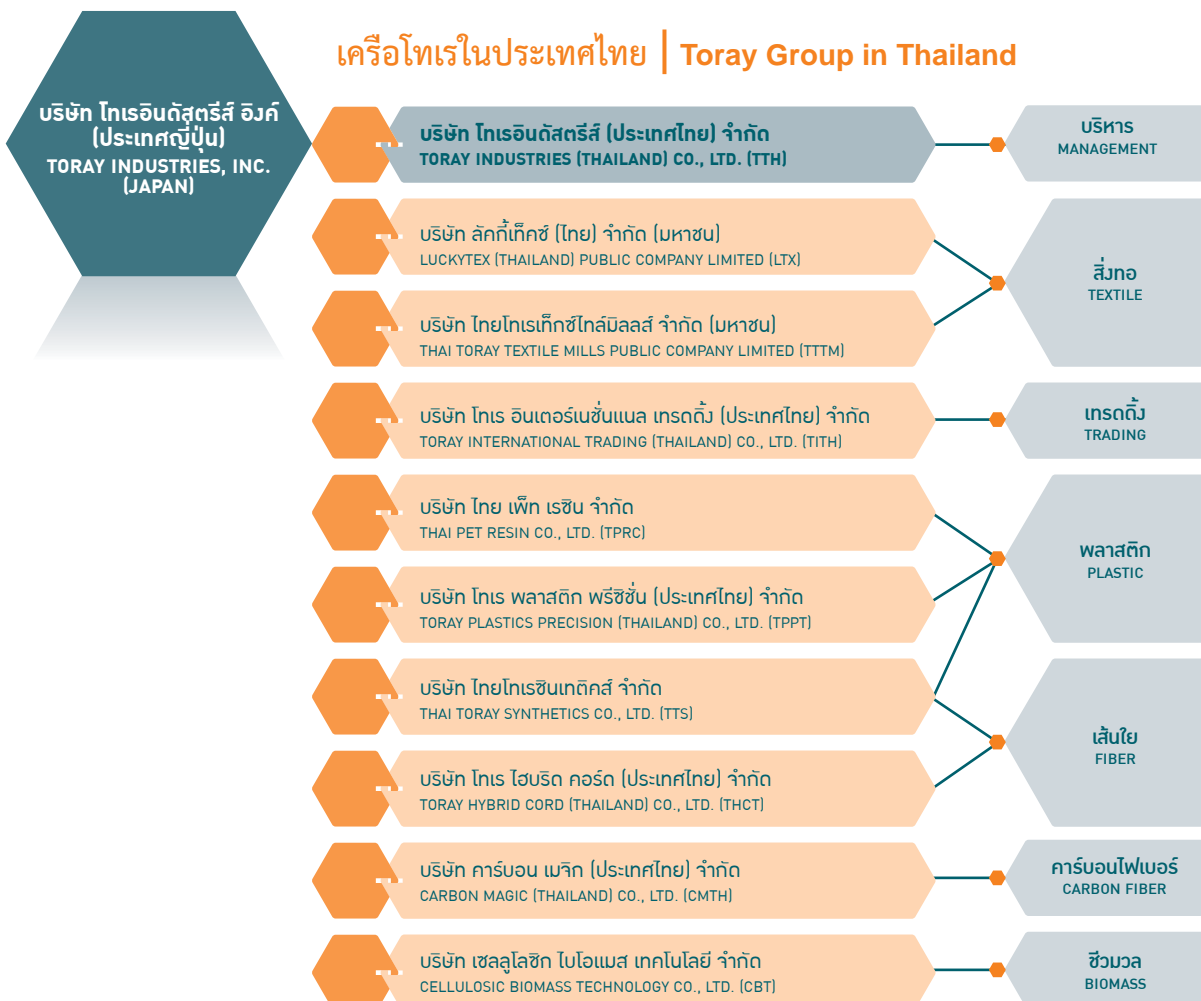 เครือโทเรในประเทศไทย | Toray Group in Thailand
บริษัท โทเรอินดัสตรีส์ อิงค์
(ประเทศญี่ปุ่น)
TORAY INDUSTRIES, INC.
(JAPAN)
บริษัท โทเรอินดัสตรีส์ (ประเทศไทย) จำกัด
TORAY INDUSTRIES (THAILAND) CO., LTD. (TTH)
บริหาร
MANAGEMENT
บริษัท ลัคกี้เท็คซ์ (ไทย) จำกัด (มหาชน)
LUCKYTEX (THAILAND) PUBLIC COMPANY LIMITED (LTX)
บริษัท ไทยโทเรเท็กซ์ไทล์มิลลส์ จำกัด (มหาชน)
THAI TORAY TEXTILE MILLS PUBLIC COMPANY LIMITED (TTTM)
สิ่งทอ
TEXTILE
บริษัท โทเร อินเตอร์เนชั่นแนล เทรดดิ้ง (ประเทศไทย) จำกัด
TORAY INTERNATIONAL TRADING (THAILAND) CO., LTD. (TITH)
เทรดดิ้ง
TRADING
บริษัท ไทย เพ็ท เรซิน จำกัด
THAI PET RESIN CO., LTD. (TPRC)
บริษัท โทเร พลาสติก พรีซิชั่น (ประเทศไทย) จำกัด
TORAY PLASTICS PRECISION (THAILAND) CO., LTD. (TPPT)
พลาสติก
PLASTIC
บริษัท ไทยโทเรซินเทติคส์ จำกัด
THAI TORAY SYNTHETICS CO., LTD. (TTS)
บริษัท โทเร ไฮบริด คอร์ด (ประเทศไทย) จำกัด
TORAY HYBRID CORD (THAILAND) CO., LTD. (THCT)
เส้นใย
FIBER
บริษัท คาร์บอน เมจิก (ประเทศไทย) จำกัด
CARBON MAGIC (THAILAND) CO., LTD. (CMTH)
คาร์บอนไฟเบอร์
CARBON FIBER
บริษัท เซลลูโลซิก ไบโอแมส เทคโนโลยี จำกัด
CELLULOSIC BIOMASS TECHNOLOGY CO., LTD. (CBT)
ชีวมวล
BIOMASS